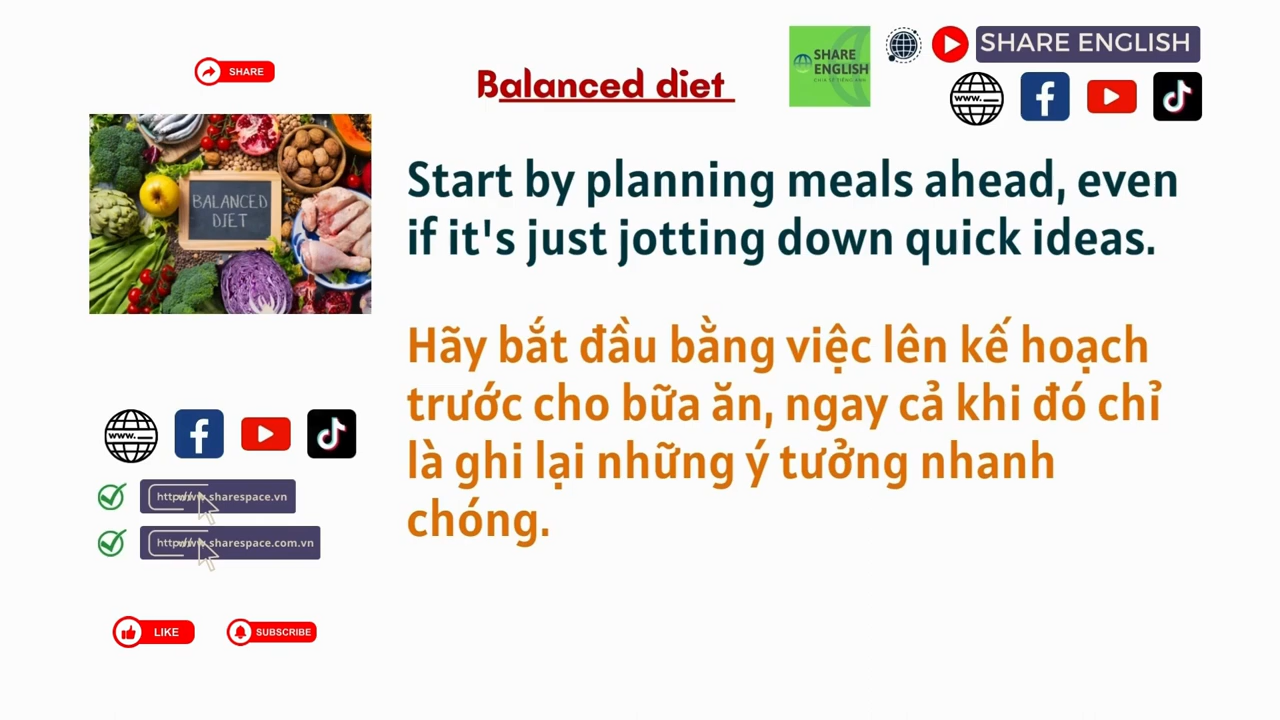 SHARE
Balanced diet
SHARE
ENGLISH
SHARE ENGLISH
www.
BALANCED
DIET
Start by planning meals ahead, even
if it's just jotting down quick ideas.
Hãy bắt đầu bằng việc lên kế hoạch
trước cho bữa ăn, ngay cả khi đó chỉ
là ghi lại những ý tưởng nhanh
chóng.
www.
sharespace.vn
sharespace.com.vn
LIKE
SUBSCRIBE